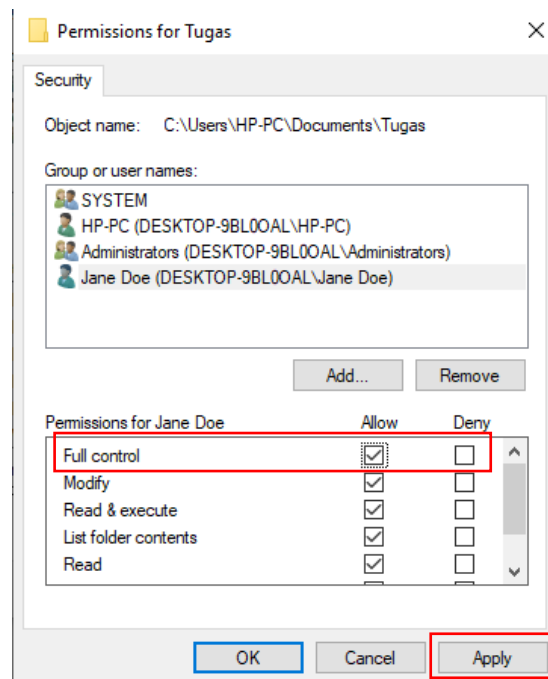 Permissions for Tugas
Security
Object name: C:\Users\HP-PC\Documents\Tugas
Group or user names:
SYSTEM
HP-PC (DESKTOP-9BL0OAL\HP-PC)
Administrators (DESKTOP-9BL0OAL\Administrators)
Jane Doe (DESKTOP-9BL0OAL\Jane Doe)
Add... Remove
Permissions for Jane Doe Allow Deny
Full control
Modify
Read & execute
List folder contents
Read
OK Cancel Apply